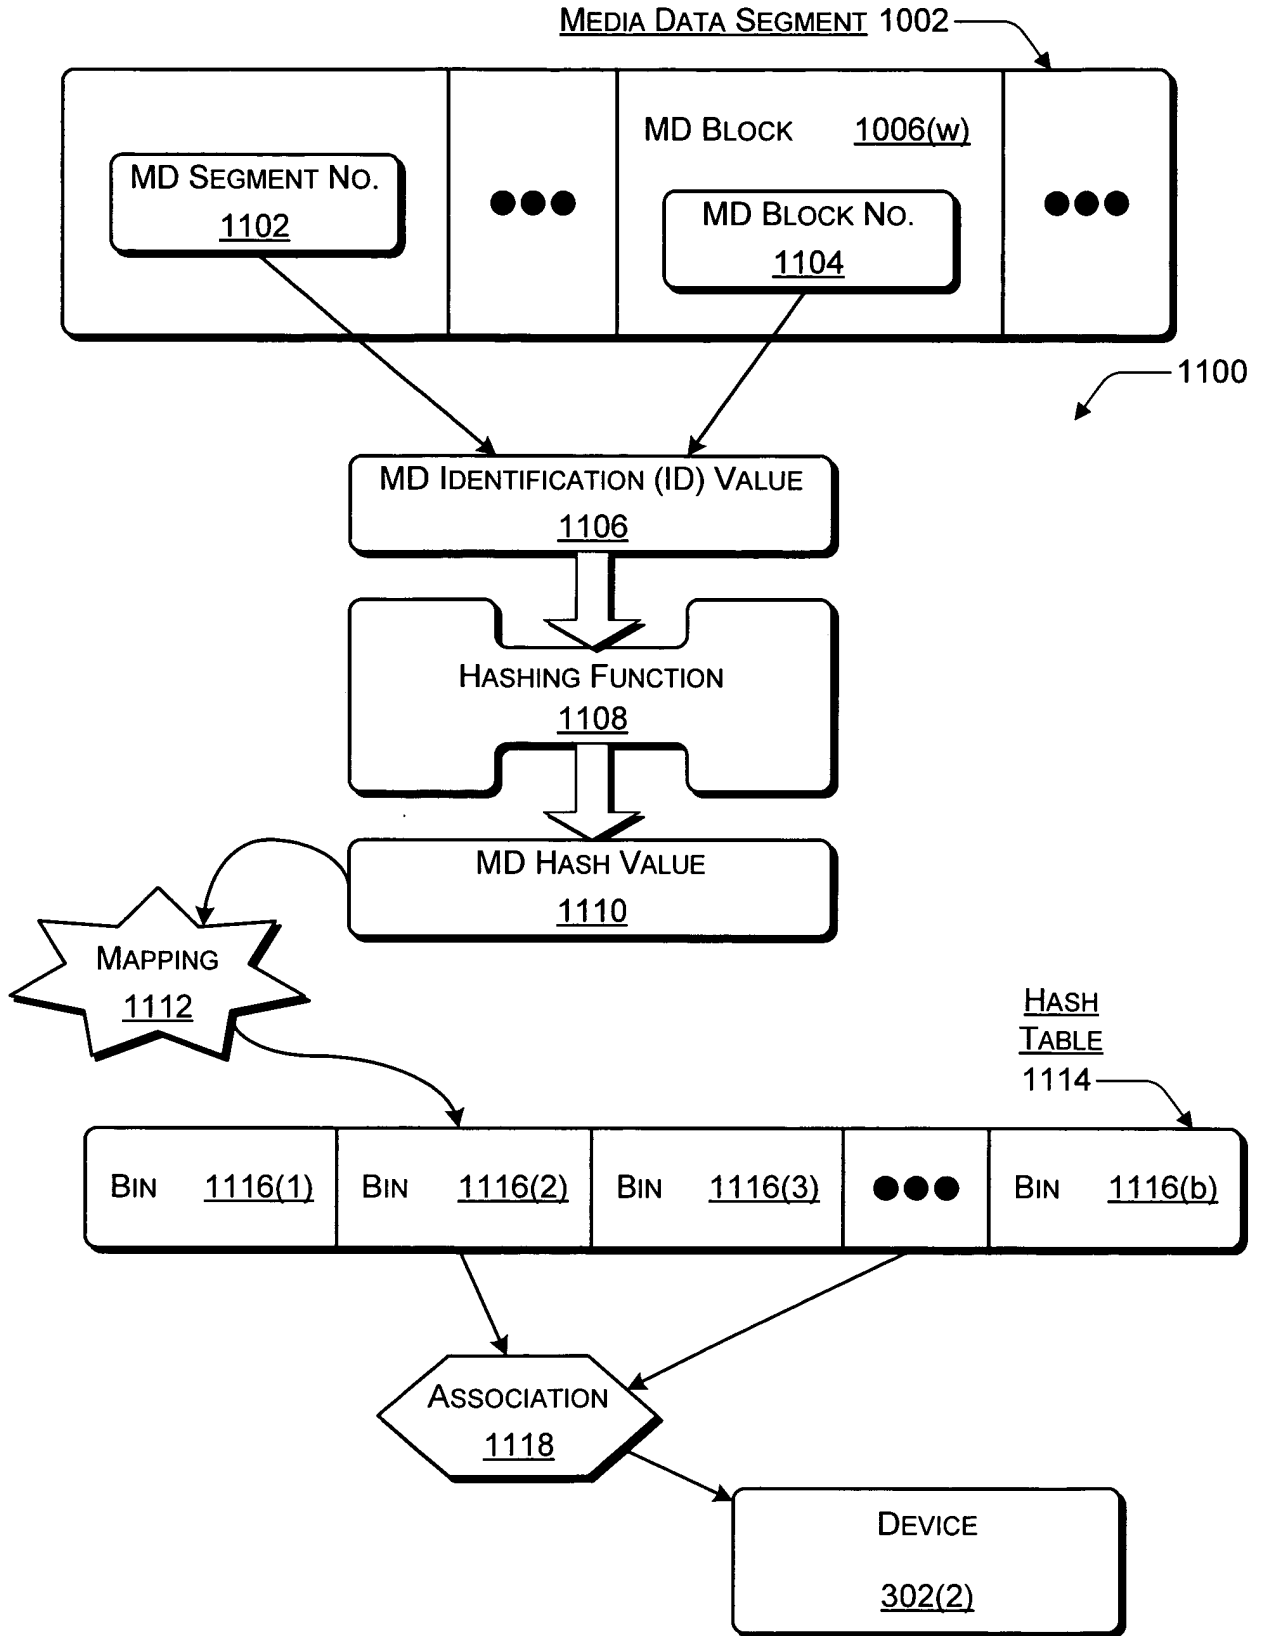 MEDIA DATA SEGMENT 1002
MD BLOCK 1006(w)
MD SEGMENT NO.
1102
MD BLOCK NO.
1104
1100
MD IDENTIFICATION (ID) VALUE
1106
HASHING FUNCTION
1108
MD HASH VALUE
1110
MAPPING
1112
HASH
TABLE
1114
BIN 1116(1) BIN 1116(2) BIN 1116(3) BIN 1116(b)
ASSOCIATION
1118
DEVICE
302(2)